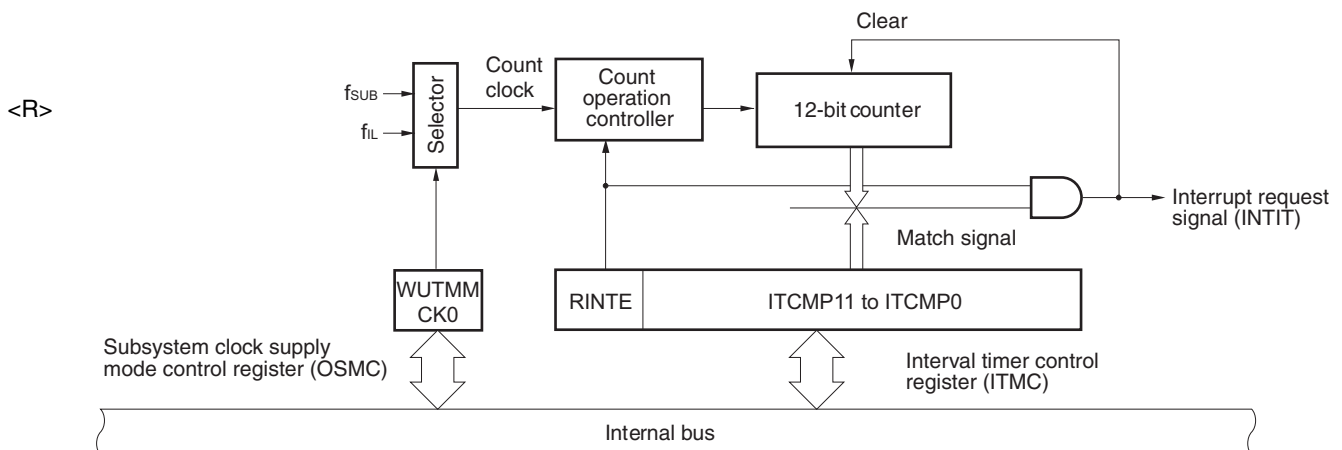 Clear
<R>
fSUB
fIL
Selector
Count
clock
Count
operation
controller
12-bit counter
Interrupt request
signal (INTIT)
Match signal
WUTMM
CK0
RINTE
ITCMP11 to ITCMP0
Subsystem clock supply
mode control register (OSMC)
Interval timer control
register (ITMC)
Internal bus